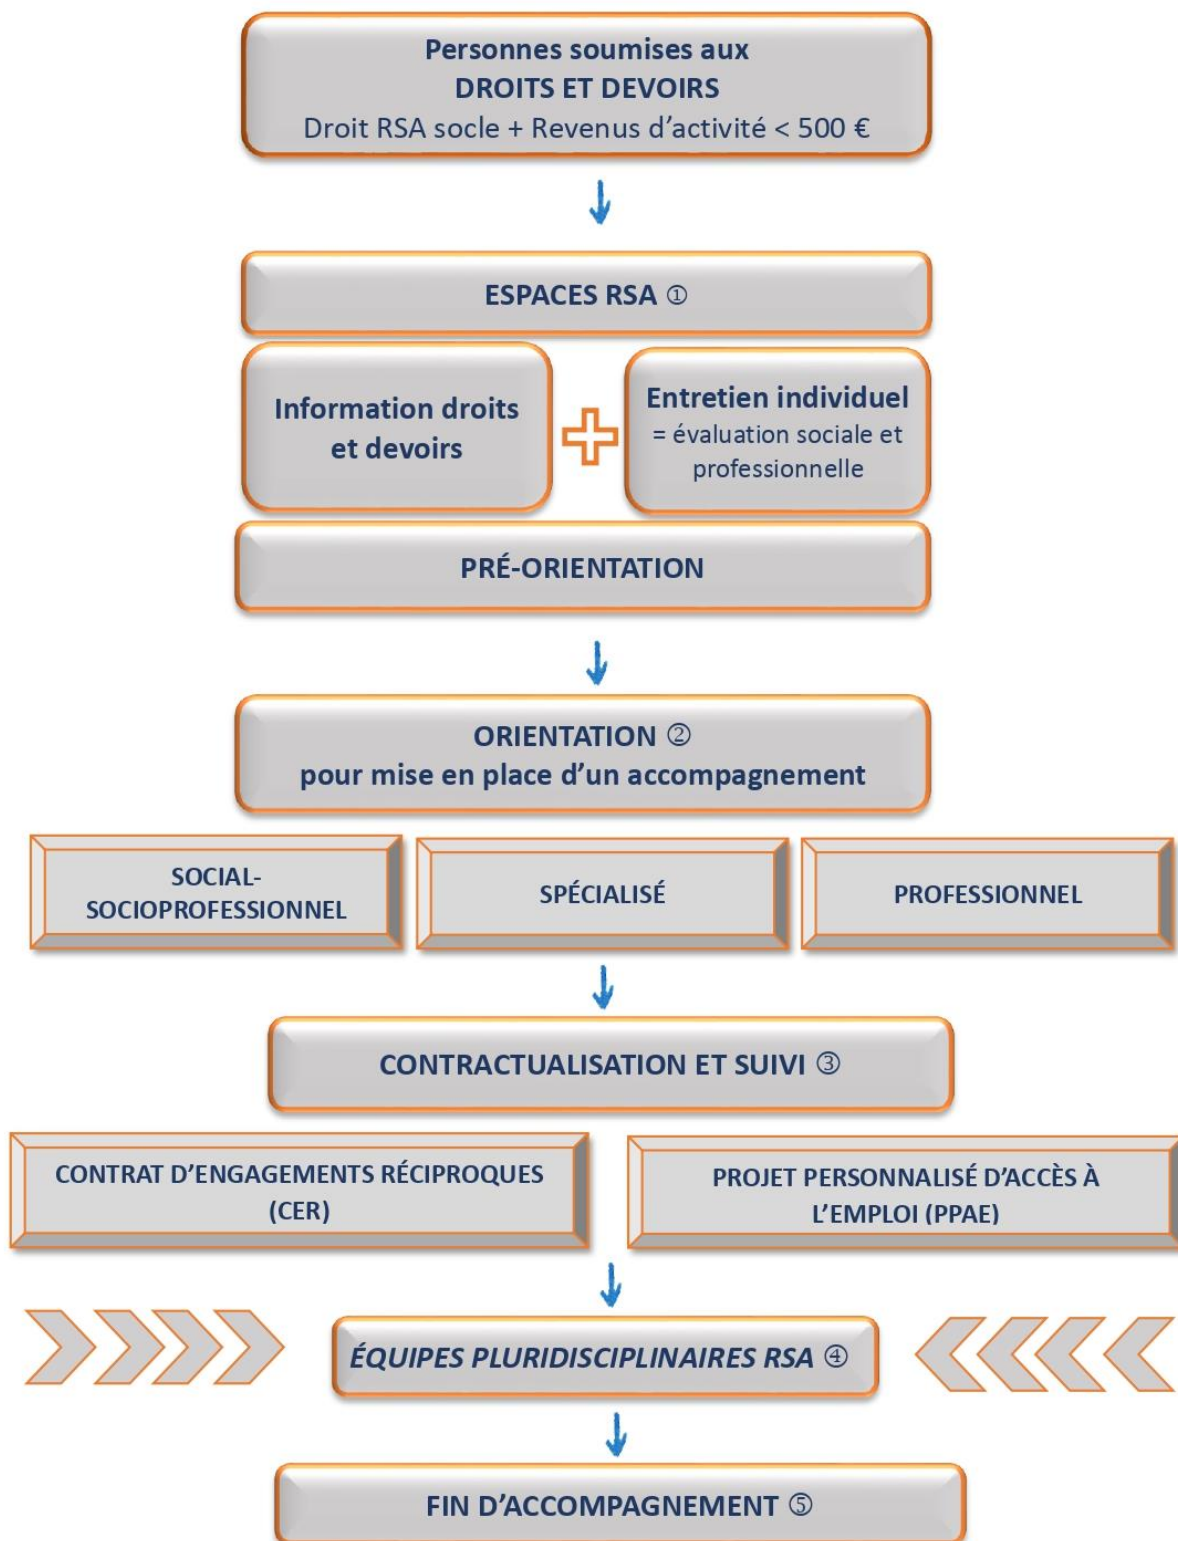 Personnes soumises aux
DROITS ET DEVOIRS
Droit RSA socle + Revenus d’activité < 500 €
ESPACES RSA ①
Information droits
et devoirs
Entretien individuel
= évaluation sociale et
professionnelle
PRÉ-ORIENTATION
ORIENTATION ②
pour mise en place d’un accompagnement
SOCIAL-
SOCIOPROFESSIONNEL
SPÉCIALISÉ
PROFESSIONNEL
CONTRACTUALISATION ET SUIVI ③
CONTRAT D’ENGAGEMENTS RÉCIPROQUES
(CER)
PROJET PERSONNALISÉ D’ACCÈS À
L’EMPLOI (PPAE)
ÉQUIPES PLURIDISCIPLINAIRES RSA ④
FIN D’ACCOMPAGNEMENT ⑤